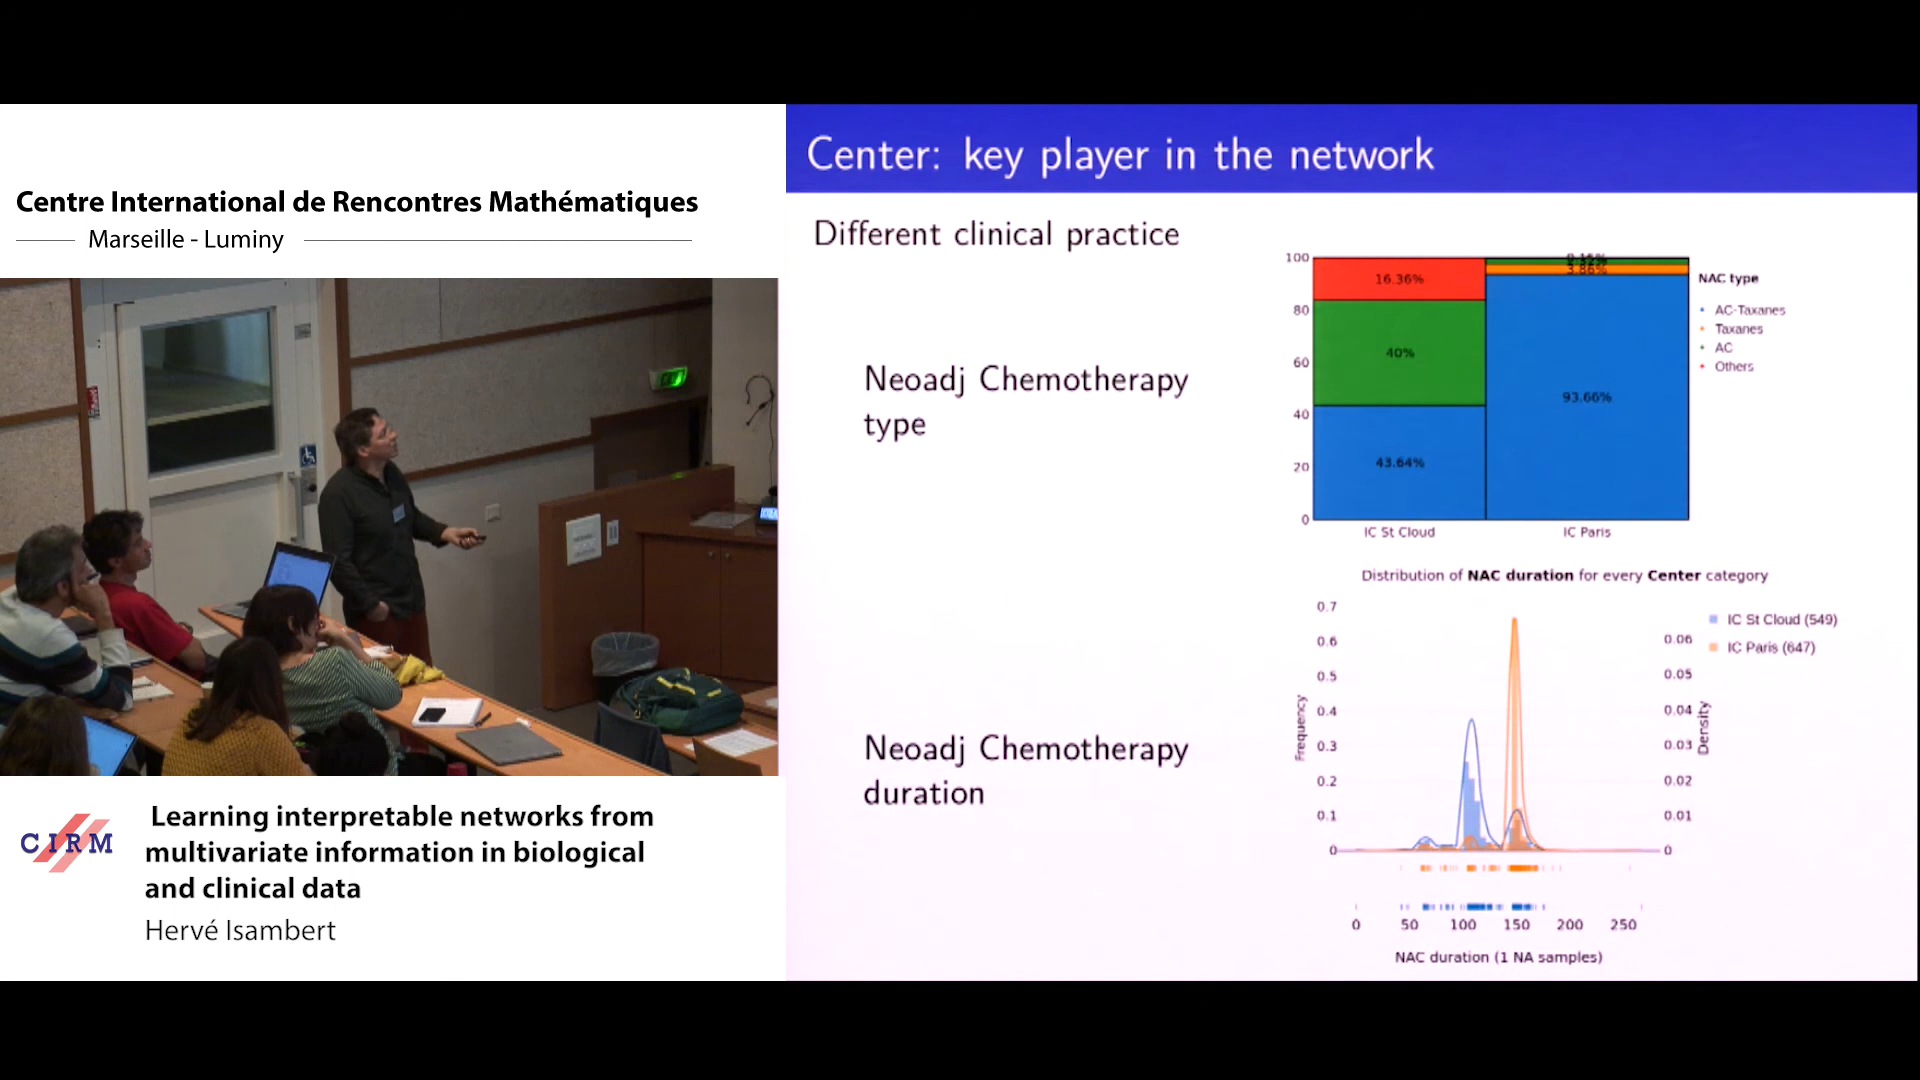 Centre International de Rencontres Mathématiques
Marseille - Luminy
CIRM
Learning interpretable networks from
multivariate information in biological
and clinical data
Hervé Isambert
Center: key player in the network
Different clinical practice
Neoadj Chemotherapy
type
100
80
60
40
20
0
16.36%
40%
43.64%
3.86%
93.66%
IC St Cloud
IC Paris
NAC type
AC-Taxanes
Taxanes
AC
Others
Neoadj Chemotherapy
duration
Distribution of NAC duration for every Center category
Frequency
0.7
0.6
0.5
0.4
0.3
0.2
0.1
0
Density
0.06
0.05
0.04
0.03
0.02
0.01
0
IC St Cloud (549)
IC Paris (647)
0 50 100 150 200 250
NAC duration (1 NA samples)